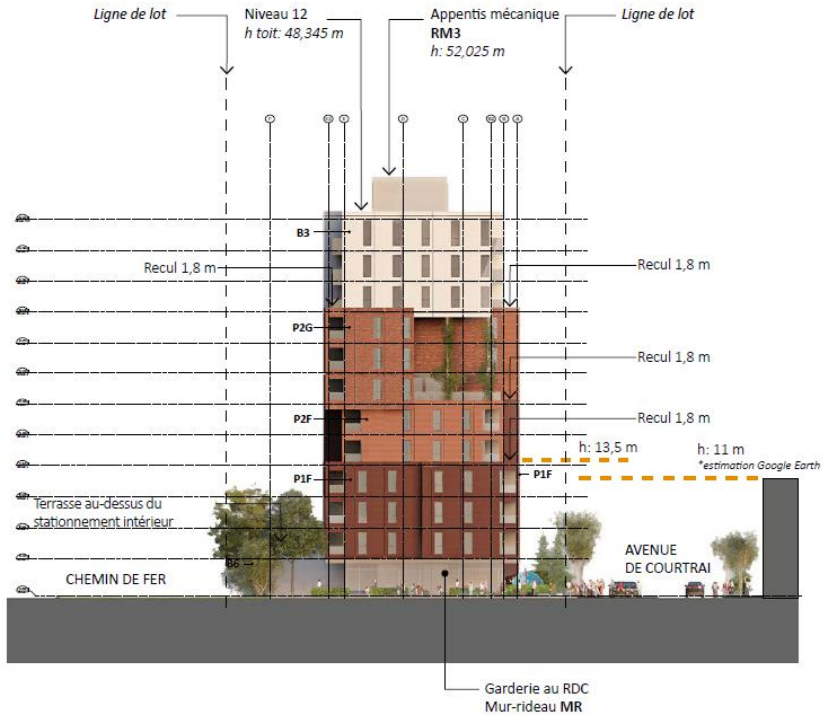 Ligne de lot
Niveau 12
h toit: 48,345 m
Appentis mécanique
RM3
h: 52,025 m
Ligne de lot
B3
Recul 1,8 m
Recul 1,8 m
P2G
Recul 1,8 m
P2F
Recul 1,8 m
h: 13,5 m
h: 11 m
*estimation Google Earth
P1F
P1F
Terrasse au-dessus du
stationnement intérieur
B6
CHEMIN DE FER
AVENUE
DE COURTRAI
Garderie au RDC
Mur-rideau MR